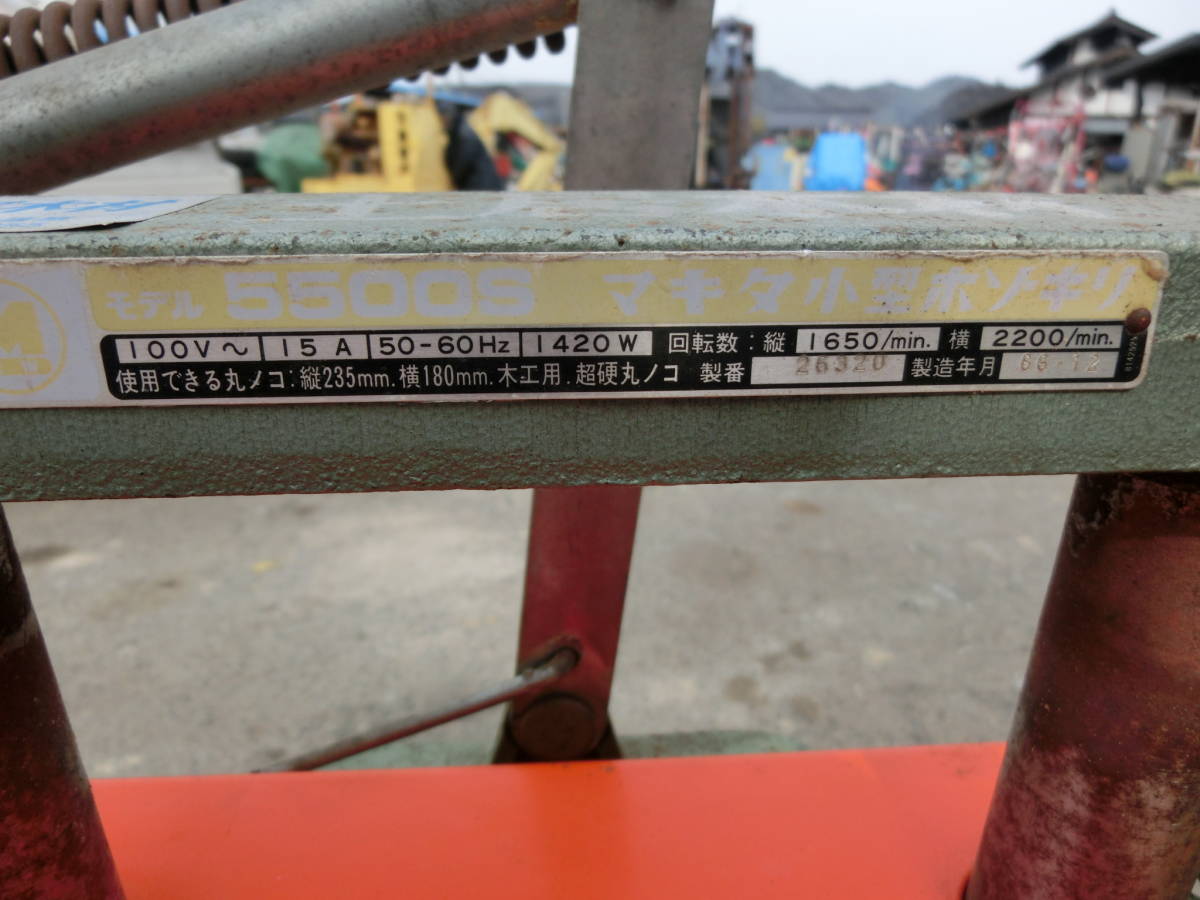 モデル 5500S マキタ小型ホゾキリ
100V～ 15A 50-60Hz 1420W 回転数：縦 1650/min. 横 2200/min.
使用できる丸ノコ：縦235mm. 横180mm. 木工用. 超硬丸ノコ 製番 26320 製造年月 66-12